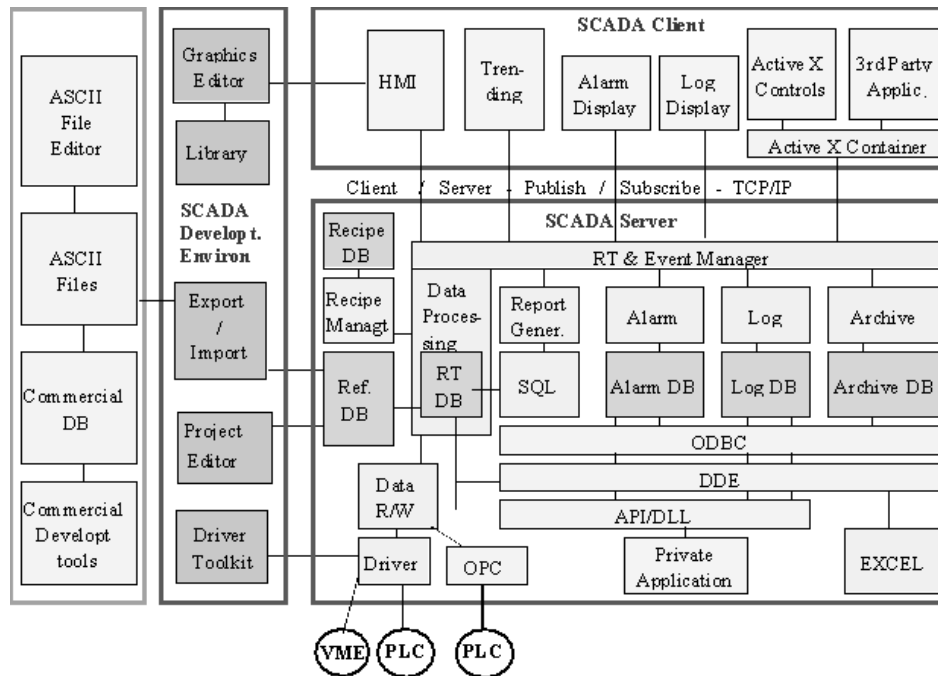 ASCII
File
Editor
ASCII
Files
Commercial
DB
Commercial
Developt
tools
Graphics
Editor
Library
SCADA
Developt.
Environ
Export
/
Import
Project
Editor
Driver
Toolkit
SCADA Client
HMI
Tren-
ding
Alarm
Display
Log
Display
Active X
Controls
3rd Party
Applic.
Active X Container
Client / Server - Publish / Subscribe - TCP/IP
SCADA Server
Recipe
DB
RT & Event Manager
Recipe
Managt
Data
Proces-
sing
Report
Gener.
Alarm
Log
Archive
Ref.
DB
RT
DB
SQL
Alarm DB
Log DB
Archive DB
ODBC
Data
R/W
DDE
API/DLL
Driver
OPC
Private
Application
EXCEL
VME
PLC
PLC